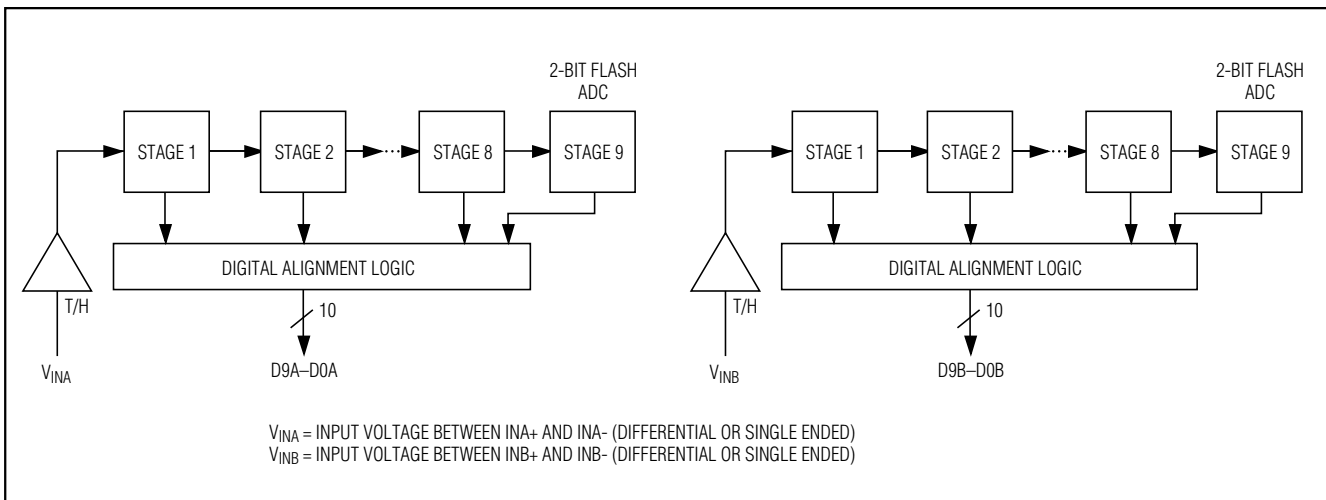 2-BIT FLASH
ADC
STAGE 1
STAGE 2
STAGE 8
STAGE 9
DIGITAL ALIGNMENT LOGIC
T/H
10
VINA
D9A–D0A
2-BIT FLASH
ADC
STAGE 1
STAGE 2
STAGE 8
STAGE 9
DIGITAL ALIGNMENT LOGIC
T/H
10
VINB
D9B–D0B
VINA = INPUT VOLTAGE BETWEEN INA+ AND INA- (DIFFERENTIAL OR SINGLE ENDED)
VINB = INPUT VOLTAGE BETWEEN INB+ AND INB- (DIFFERENTIAL OR SINGLE ENDED)